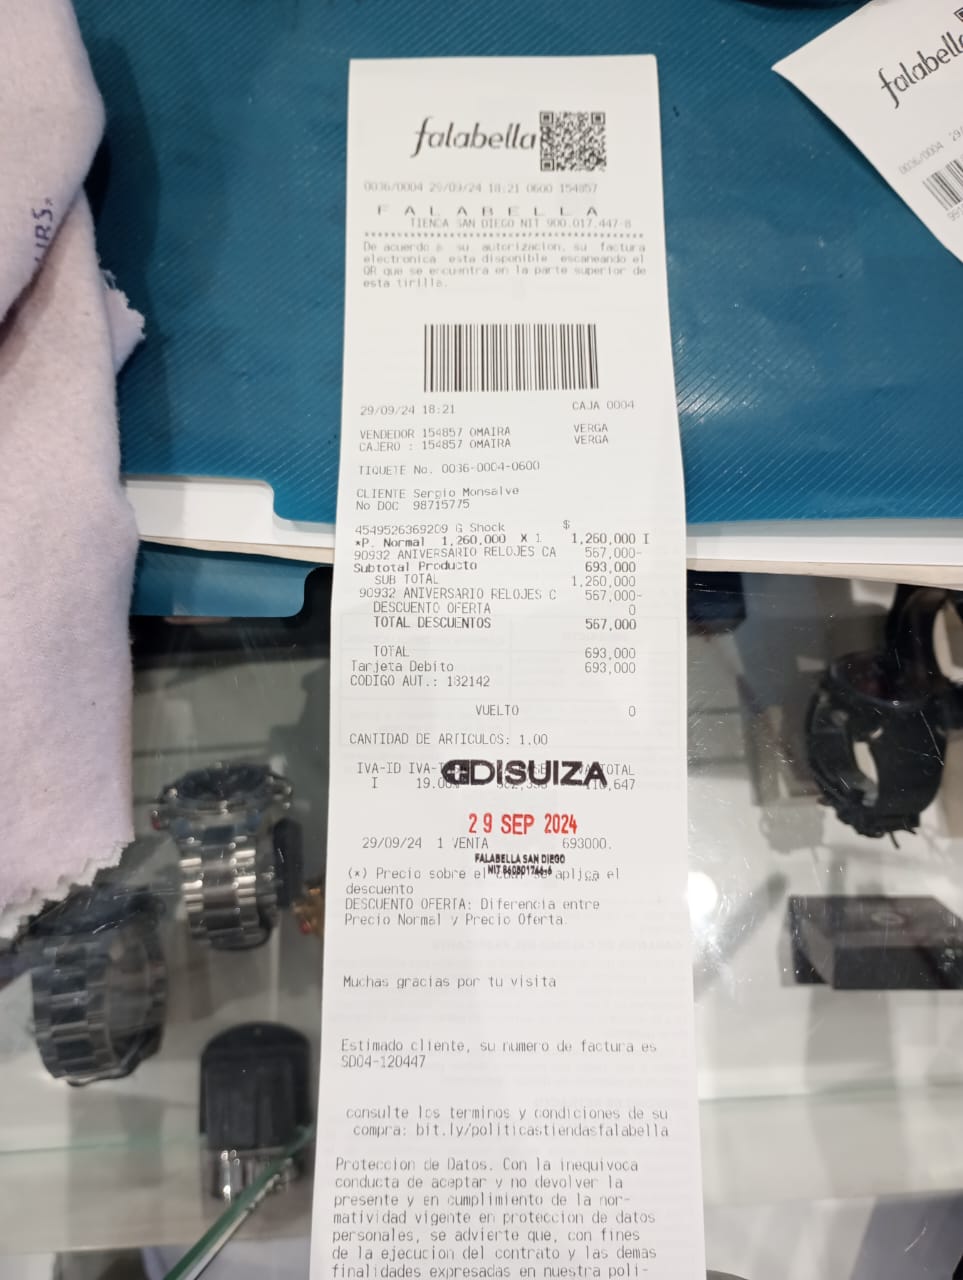 falabella
0036/0004 29/09/24 18:21 0600 154857
F A L A B E L L A
TIENDA SAN DIEGO NIT 900.017.447-8
De acuerdo a su autorizacion, su factura
electronica esta disponible escaneando el
QR que se encuentra en la parte superior de
esta tirilla.
29/09/24 18:21 CAJA 0004
VENDEDOR 154857 OMAIRA VERGA
CAJERO : 154857 OMAIRA VERGA
TIQUETE No. 0036-0004-0600
CLIENTE Sergio Monsalve
No DOC 98715775
$
4549526369209 G Shock
*P. Normal 1,260,000 X 1 1,260,000 I
90932 ANIVERSARIO RELOJES CA 567,000-
Subtotal Producto 693,000
SUB TOTAL 1,260,000
90932 ANIVERSARIO RELOJES C 567,000-
DESCUENTO OFERTA 0
TOTAL DESCUENTOS 567,000
TOTAL 693,000
Tarjeta Debito 693,000
CODIGO AUT.: 132142
VUELTO 0
CANTIDAD DE ARTICULOS: 1.00
IVA-ID TOTAL
DISUIZA
I
29 SEP 2024
29/09/24 1 VENTA 693000.
FALABELLA SAN DIEGO
(*) Precio sobre el cual se aplica el
descuento
DESCUENTO OFERTA: Diferencia entre
Precio Normal y Precio Oferta.
Muchas gracias por tu visita
Estimado cliente, su numero de factura es
SD04-120447
consulte los terminos y condiciones de su
compra: bit.ly/politicastiendasfalabella
Proteccion de Datos. Con la inequivoca
conducta de aceptar y no devolver la
presente y en cumplimiento de la nor-
matividad vigente en proteccion de datos
personales, se advierte que, con fines
de la ejecucion del contrato y las demas
finalidades expresadas en nuestra poli-
falabella
0036/0004